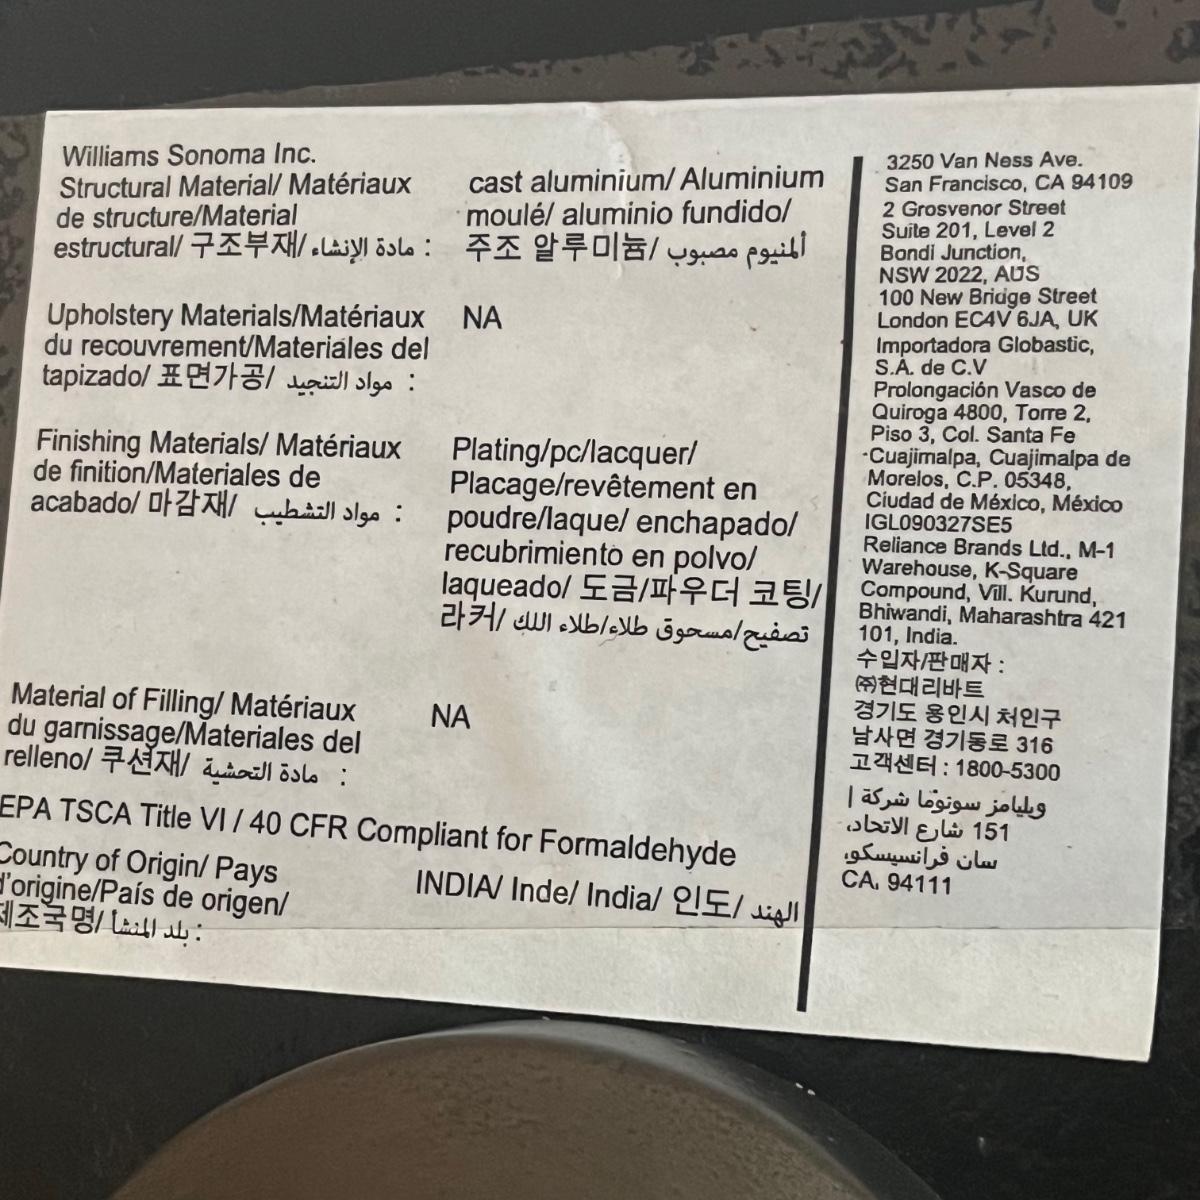 Williams Sonoma Inc.
Structural Material/ Matériaux
de structure/Material
estructural/ 구조부재/ مادة الإنشاء :
cast aluminium/ Aluminium
moulé/ aluminio fundido/
주조 알루미늄/ ألمنيوم مصبوب
Upholstery Materials/Matériaux
du recouvrement/Materiales del
tapizado/ 표면가공/ مواد التنجيد :
NA
Finishing Materials/ Matériaux
de finition/Materiales de
acabado/ 마감재/ مواد التشطيب :
Plating/pc/lacquer/
Placage/revêtement en
poudre/laque/ enchapado/
recubrimiento en polvo/
laqueado/ 도금/파우더 코팅/
라커/ تصفيح/مسحوق طلاء/طلاء اللك
Material of Filling/ Matériaux
du garnissage/Materiales del
relleno/ 쿠션재/ مادة التحشية :
NA
EPA TSCA Title VI / 40 CFR Compliant for Formaldehyde
Country of Origin/ Pays
d'origine/País de origen/
제조국명/ بلد المنشأ :
INDIA/ Inde/ India/ 인도/ الهند
3250 Van Ness Ave.
San Francisco, CA 94109
2 Grosvenor Street
Suite 201, Level 2
Bondi Junction,
NSW 2022, AUS
100 New Bridge Street
London EC4V 6JA, UK
Importadora Globastic,
S.A. de C.V
Prolongación Vasco de
Quiroga 4800, Torre 2,
Piso 3, Col. Santa Fe
Cuajimalpa, Cuajimalpa de
Morelos, C.P. 05348,
Ciudad de México, México
IGL090327SE5
Reliance Brands Ltd., M-1
Warehouse, K-Square
Compound, Vill. Kurund,
Bhiwandi, Maharashtra 421
101, India.
수입자/판매자 :
㈜현대리바트
경기도 용인시 처인구
남사면 경기동로 316
고객센터 : 1800-5300
ويليامز سونوما شركة |
151 شارع الاتحاد،
سان فرانسيسكو،
CA, 94111